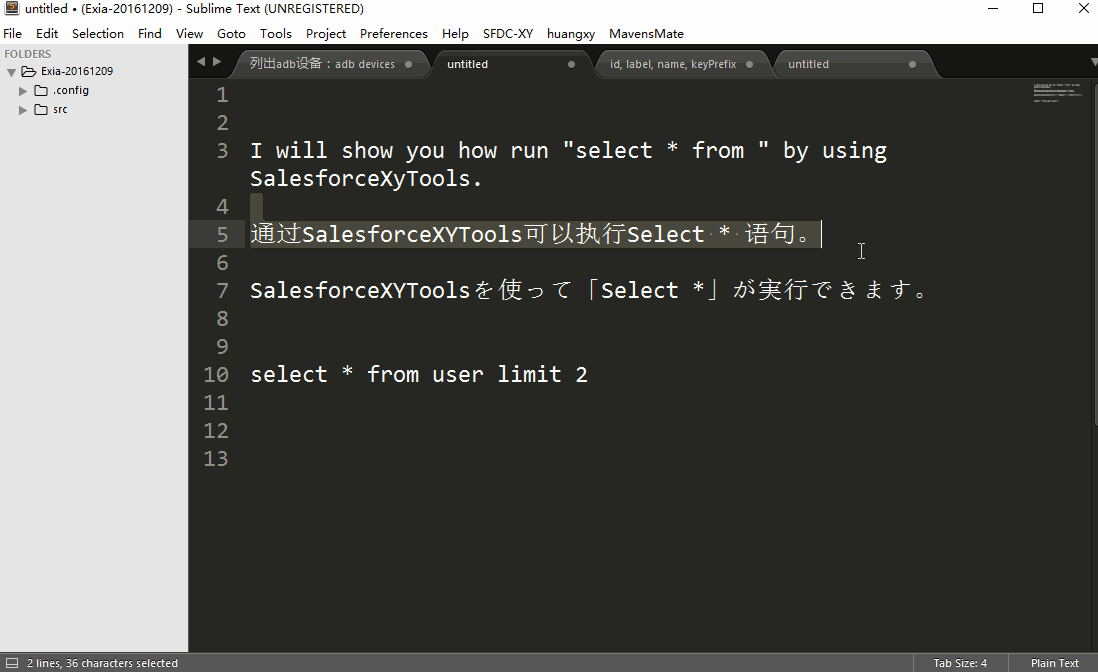 untitled • (Exia-20161209) - Sublime Text (UNREGISTERED)
File Edit Selection Find View Goto Tools Project Preferences Help SFDC-XY huangxy MavensMate
FOLDERS
Exia-20161209
.config
src
列出adb设备：adb devices
untitled
id, label, name, keyPrefix
untitled
1
2
3 I will show you how run "select * from " by using
SalesforceXyTools.
4
5 通过SalesforceXYTools可以执行Select * 语句。
6
7 SalesforceXYToolsを使って「Select *」が実行できます。
8
9
10 select * from user limit 2
11
12
13
2 lines, 36 characters selected
Tab Size: 4
Plain Text